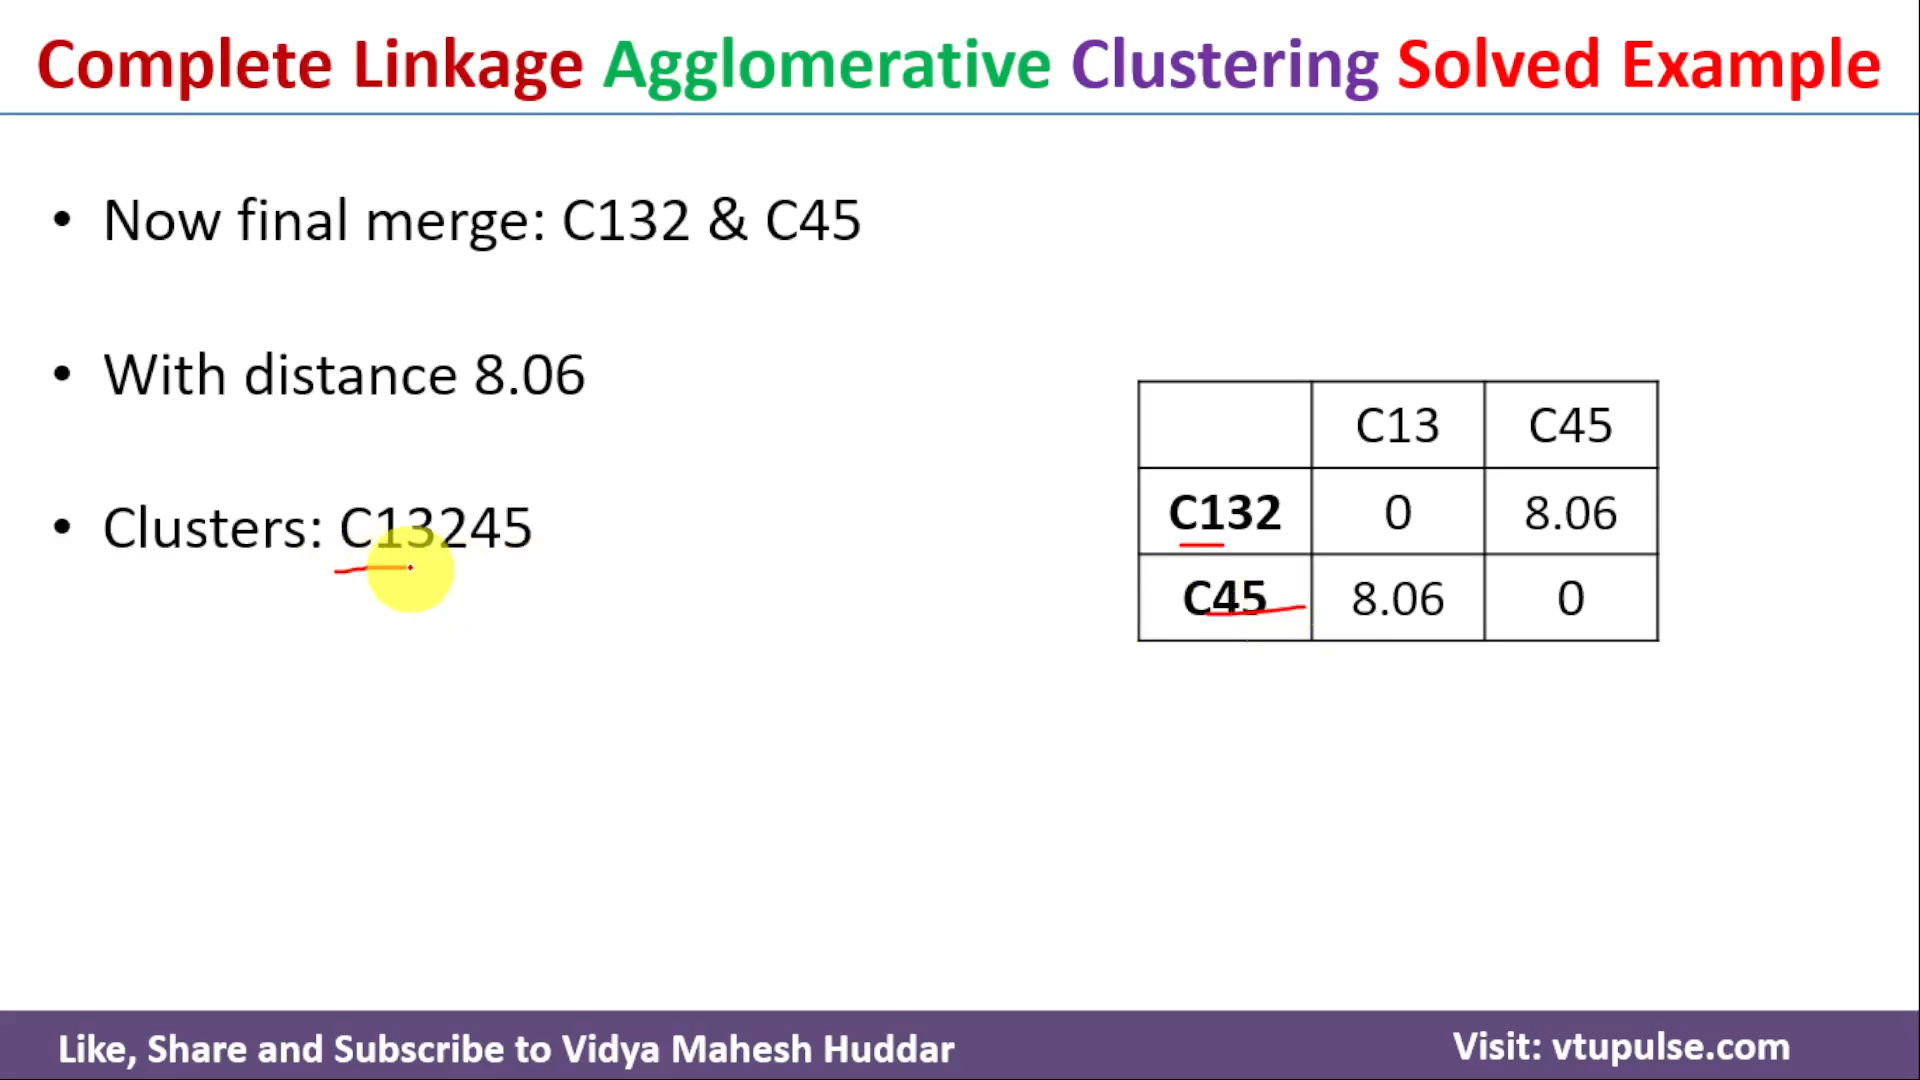 Complete Linkage Agglomerative Clustering Solved Example
• Now final merge: C132 & C45
• With distance 8.06
• Clusters: C13245
C13 C45
C132 0 8.06
C45 8.06 0
Like, Share and Subscribe to Vidya Mahesh Huddar
Visit: vtupulse.com